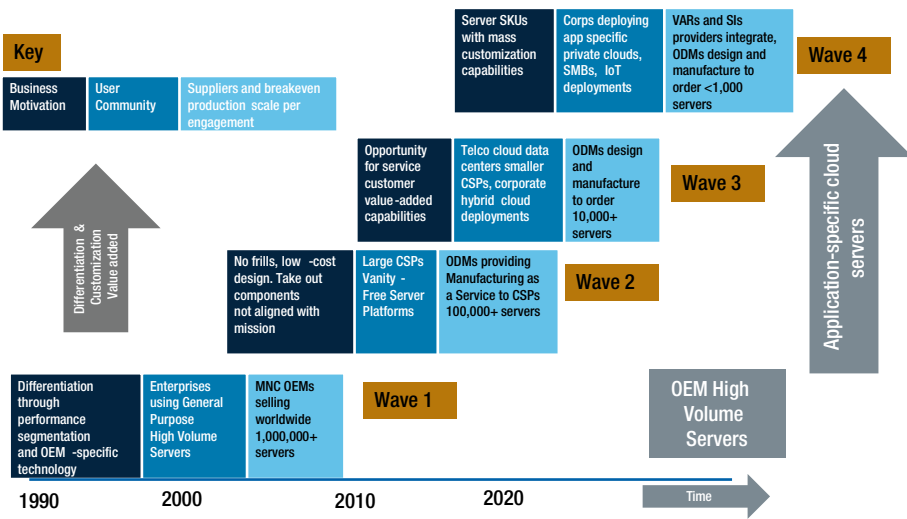 Key
Business
Motivation
User
Community
Suppliers and breakeven
production scale per
engagement
Server SKUs
with mass
customization
capabilities
Corps deploying
app specific
private clouds,
SMBs, IoT
deployments
VARs and SIs
providers integrate,
ODMs design and
manufacture to
order <1,000
servers
Wave 4
Opportunity
for service
customer
value -added
capabilities
Telco cloud data
centers smaller
CSPs, corporate
hybrid cloud
deployments
ODMs design
and
manufacture
to order
10,000+
servers
Wave 3
Differentiation &
Customization
Value added
No frills, low -cost
design. Take out
components
not aligned with
mission
Large CSPs
Vanity -
Free Server
Platforms
ODMs providing
Manufacturing as
a Service to CSPs
100,000+ servers
Wave 2
Application-specific cloud
servers
Differentiation
through
performance
segmentation
and OEM -specific
technology
Enterprises
using General
Purpose
High Volume
Servers
MNC OEMs
selling
worldwide
1,000,000+
servers
Wave 1
OEM High
Volume
Servers
1990
2000
2010
2020
Time